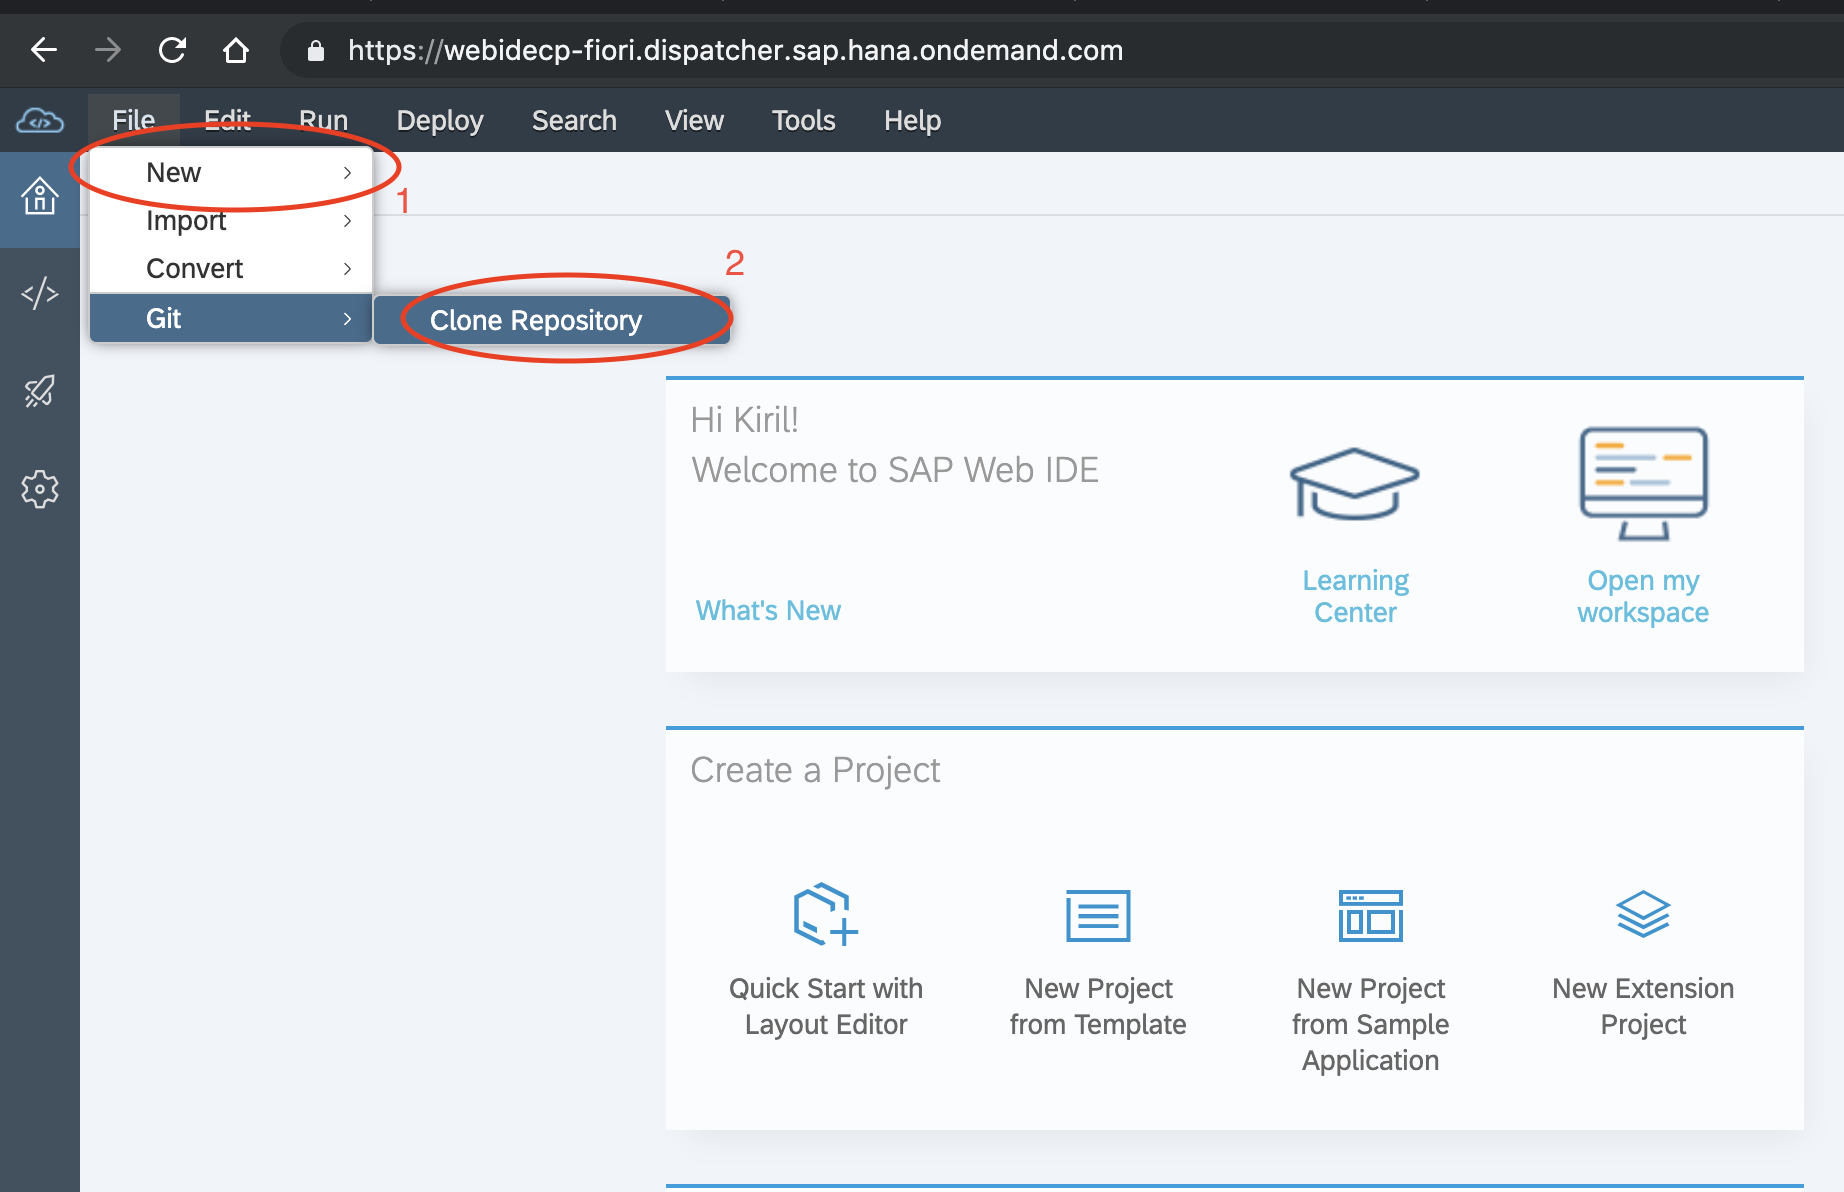 https://webidecp-fiori.dispatcher.sap.hana.ondemand.com
File Edit Run Deploy Search View Tools Help
New
1
Import
Convert
2
Git
Clone Repository
Hi Kiril!
Welcome to SAP Web IDE
What's New
Learning
Center
Open my
workspace
Create a Project
Quick Start with
Layout Editor
New Project
from Template
New Project
from Sample
Application
New Extension
Project